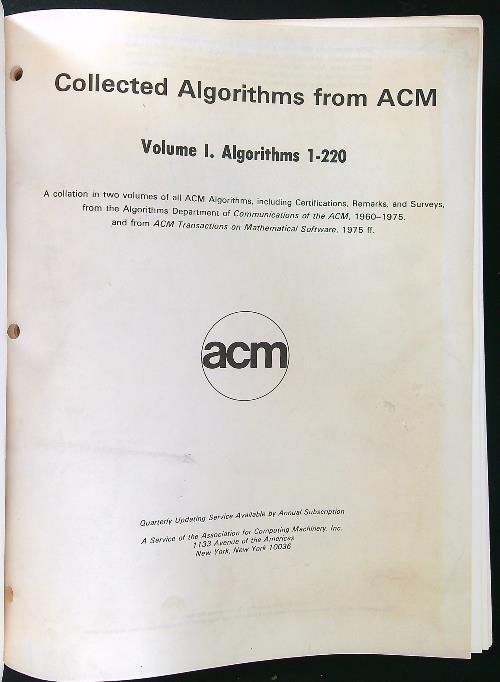 Collected Algorithms from ACM
Volume I. Algorithms 1-220
A collation in two volumes of all ACM Algorithms, including Certifications, Remarks, and Surveys,
from the Algorithms Department of Communications of the ACM, 1960–1975.
and from ACM Transactions on Mathematical Software, 1975 ff.
acm
Quarterly Updating Service Available by Annual Subscription
A Service of the Association for Computing Machinery, Inc.
1133 Avenue of the Americas
New York, New York 10036